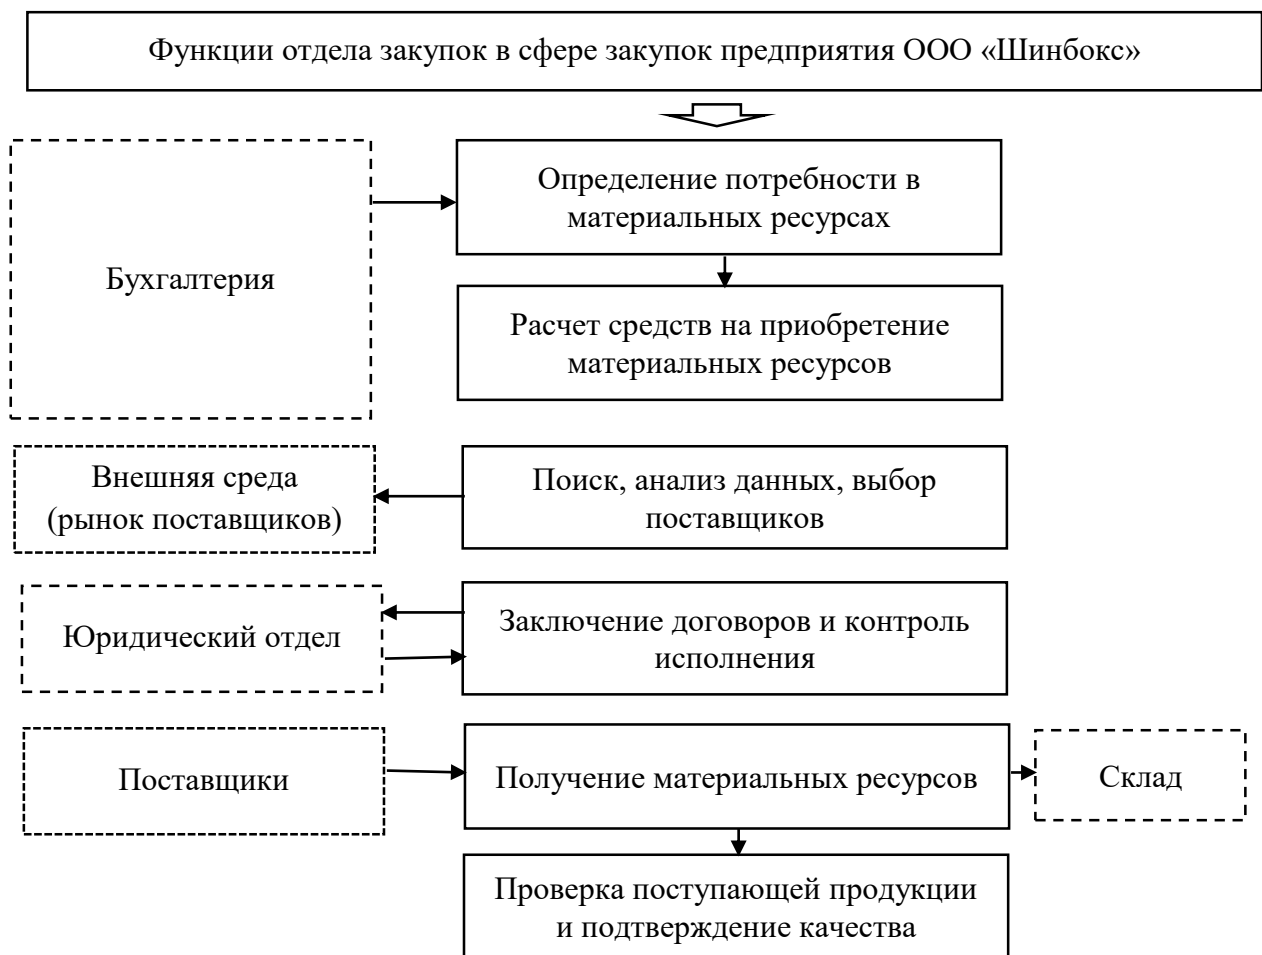 Функции отдела закупок в сфере закупок предприятия ООО «Шинбокс»
Бухгалтерия
Определение потребности в
материальных ресурсах
Расчет средств на приобретение
материальных ресурсов
Внешняя среда
(рынок поставщиков)
Поиск, анализ данных, выбор
поставщиков
Юридический отдел
Заключение договоров и контроль
исполнения
Поставщики
Получение материальных ресурсов
Склад
Проверка поступающей продукции
и подтверждение качества